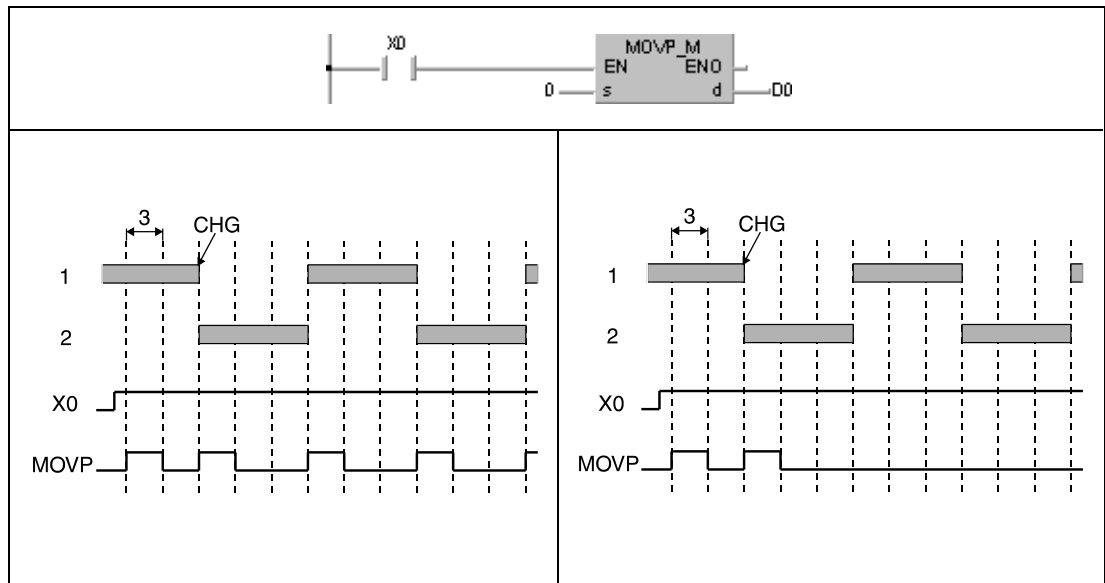 X0
MOVP_M
EN ENO
0 s d D0
3 CHG
1
2
X0
MOVP
3 CHG
1
2
X0
MOVP